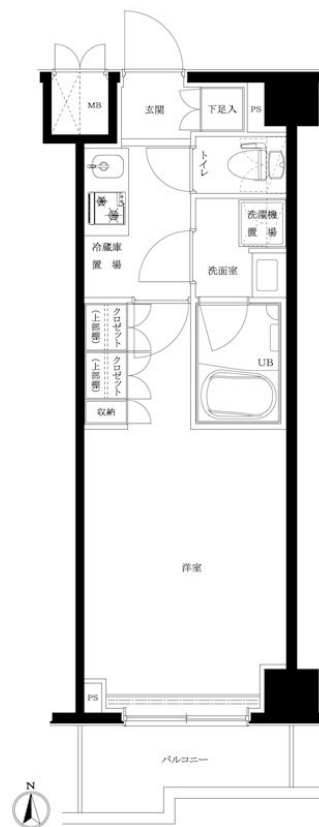 MB
玄関
下足入
PS
トイレ
洗濯機
置場
冷蔵庫
置 場
洗面室
クロゼット
(上部棚)
クロゼット
(上部棚)
収納
UB
洋室
PS
バルコニー
N